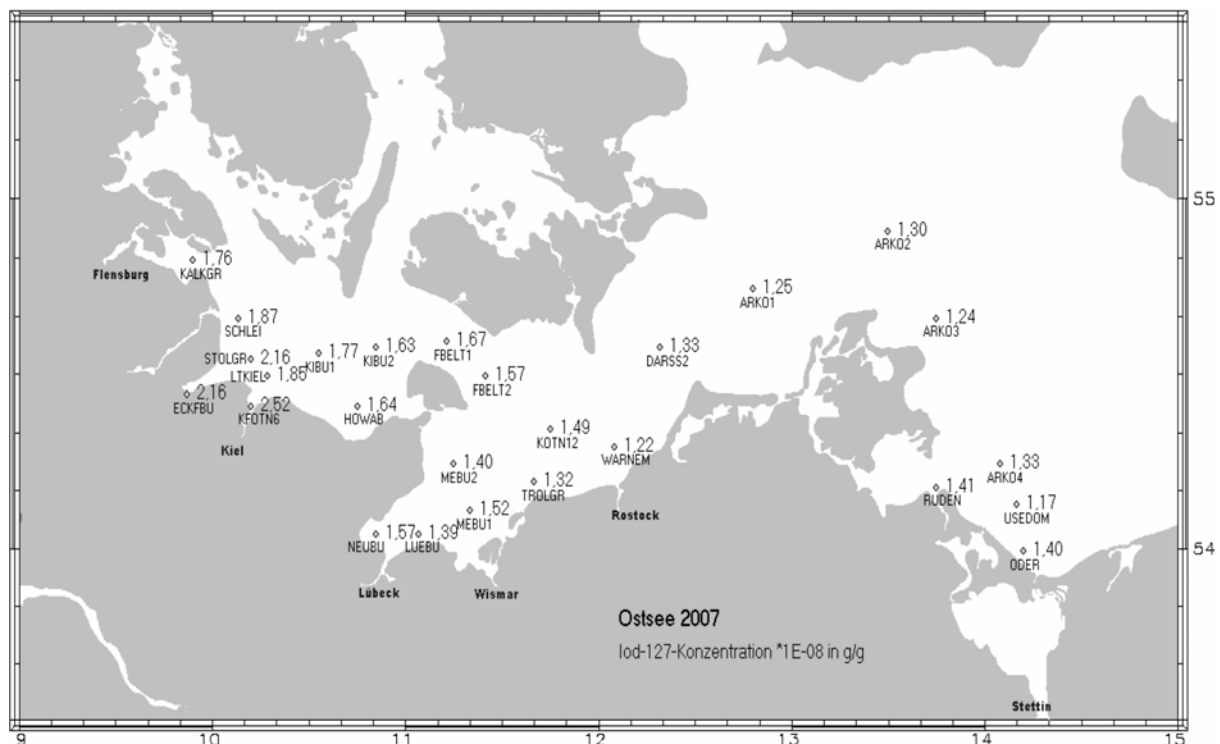 55
1,30
ARKO2
1,76
KALKGR
Flensburg
1,25
ARKO1
1,87
SCHLEI
1,24
ARKO3
1,67
FBELT1
1,63
KIBU2
1,77
KIBU1
1,33
DARSS2
STOLGR 2,16
1,85
LTKIEL
1,57
FBELT2
2,16
ECKFBU
2,52
KFOTN6
1,64
HOWAB
Kiel
1,49
KOTN12
1,22
WARNEM
1,40
MEBU2
1,33
ARKO4
1,32
TROLGR
1,41
RUDEN
1,17
USEDOM
1,52
MEBU1
Rostock
1,57
NEUBU
1,39
LUEBU
54
1,40
ODER
Lübeck
Wismar
Ostsee 2007
Iod-127-Konzentration *1E-08 in g/g
Stettin
9 10 11 12 13 14 15